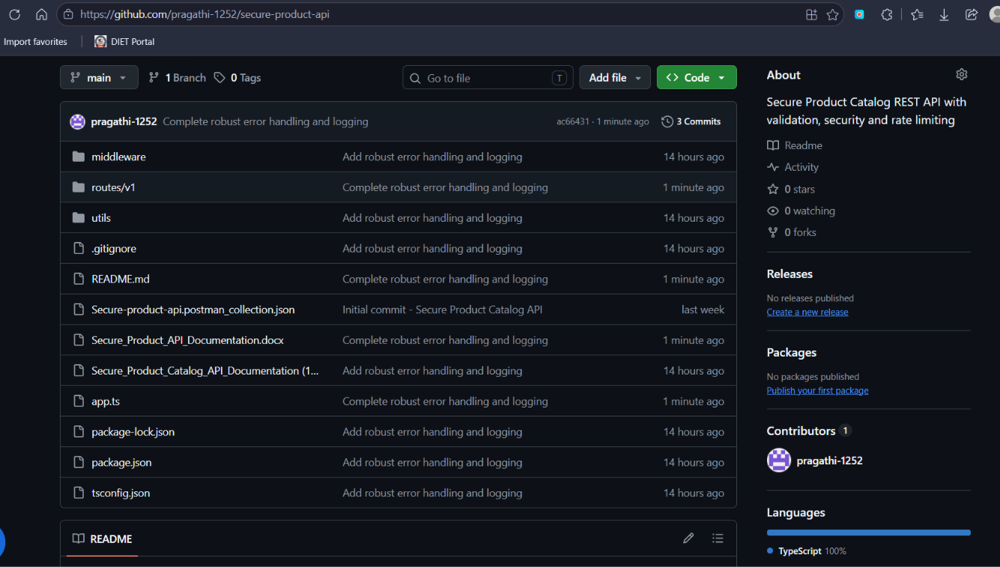 https://github.com/pragathi-1252/secure-product-api
Import favorites
DIET Portal
main
1 Branch
0 Tags
Go to file
T
Add file
Code
pragathi-1252 Complete robust error handling and logging ac66431 · 1 minute ago 3 Commits
middleware Add robust error handling and logging 14 hours ago
routes/v1 Complete robust error handling and logging 1 minute ago
utils Add robust error handling and logging 14 hours ago
.gitignore Add robust error handling and logging 14 hours ago
README.md Complete robust error handling and logging 1 minute ago
Secure-product-api.postman_collection.json Initial commit - Secure Product Catalog API last week
Secure_Product_API_Documentation.docx Complete robust error handling and logging 1 minute ago
Secure_Product_Catalog_API_Documentation (1... Add robust error handling and logging 14 hours ago
app.ts Complete robust error handling and logging 1 minute ago
package-lock.json Add robust error handling and logging 14 hours ago
package.json Add robust error handling and logging 14 hours ago
tsconfig.json Add robust error handling and logging 14 hours ago
README
About
Secure Product Catalog REST API with
validation, security and rate limiting
Readme
Activity
0 stars
0 watching
0 forks
Releases
No releases published
Create a new release
Packages
No packages published
Publish your first package
Contributors 1
pragathi-1252
Languages
TypeScript 100%